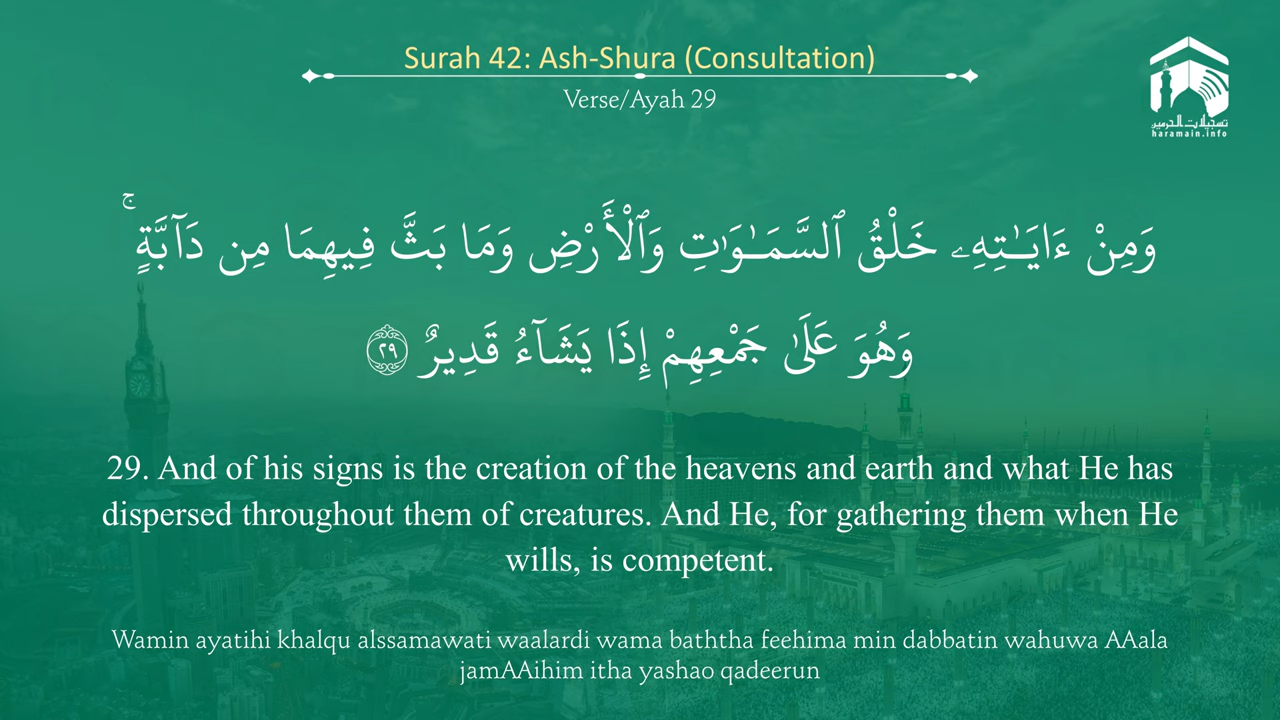 Surah 42: Ash-Shura (Consultation)
Verse/Ayah 29
تسجيلات الحرمين
haramain.info
وَمِنْ ءَايَـٰتِهِۦ خَلْقُ ٱلسَّمَـٰوَٰتِ وَٱلْأَرْضِ وَمَا بَثَّ فِيهِمَا مِن دَآبَّةٍ ۚ
وَهُوَ عَلَىٰ جَمْعِهِمْ إِذَا يَشَآءُ قَدِيرٌ ٢٩
29. And of his signs is the creation of the heavens and earth and what He has
dispersed throughout them of creatures. And He, for gathering them when He
wills, is competent.
Wamin ayatihi khalqu alssamawati waalardi wama baththa feehima min dabbatin wahuwa AAala
jamAAihim itha yashao qadeerun